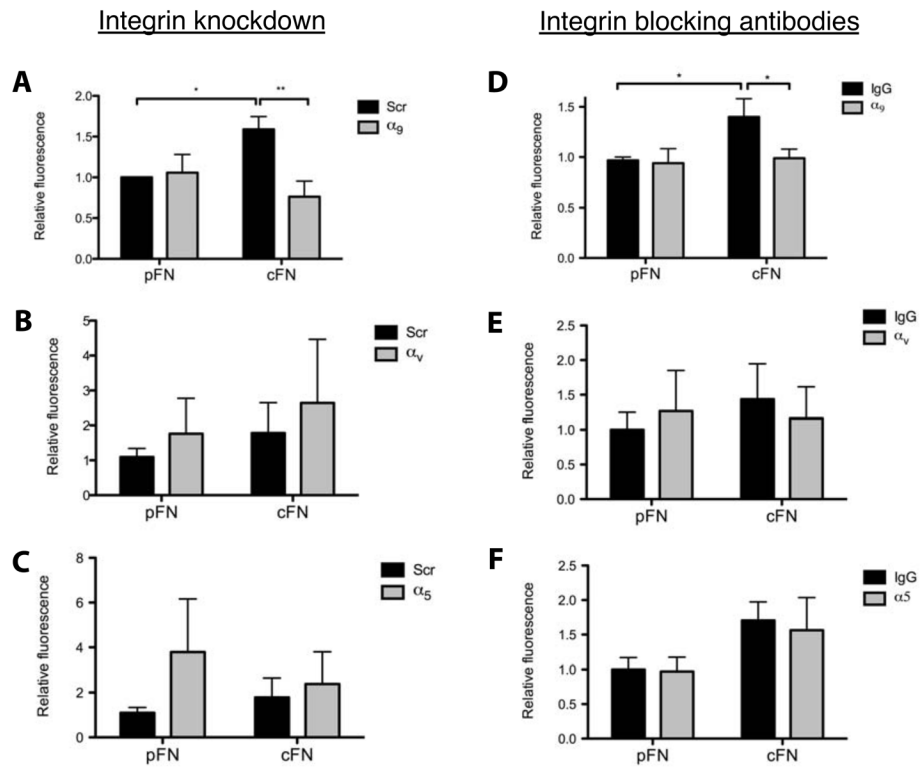 Integrin knockdown
Integrin blocking antibodies
A
Relative fluorescence
2.0
1.5
1.0
0.5
0.0
*
**
Scr
α9
pFN
cFN
D
Relative fluorescence
1.5
1.0
0.5
0.0
*
*
IgG
α9
pFN
cFN
B
Relative fluorescence
5
4
3
2
1
0
Scr
αv
pFN
cFN
E
Relative fluorescence
2.5
2.0
1.5
1.0
0.5
0.0
IgG
αv
pFN
cFN
C
Relative fluorescence
8
6
4
2
0
Scr
α5
pFN
cFN
F
Relative fluorescence
2.5
2.0
1.5
1.0
0.5
0.0
IgG
α5
pFN
cFN